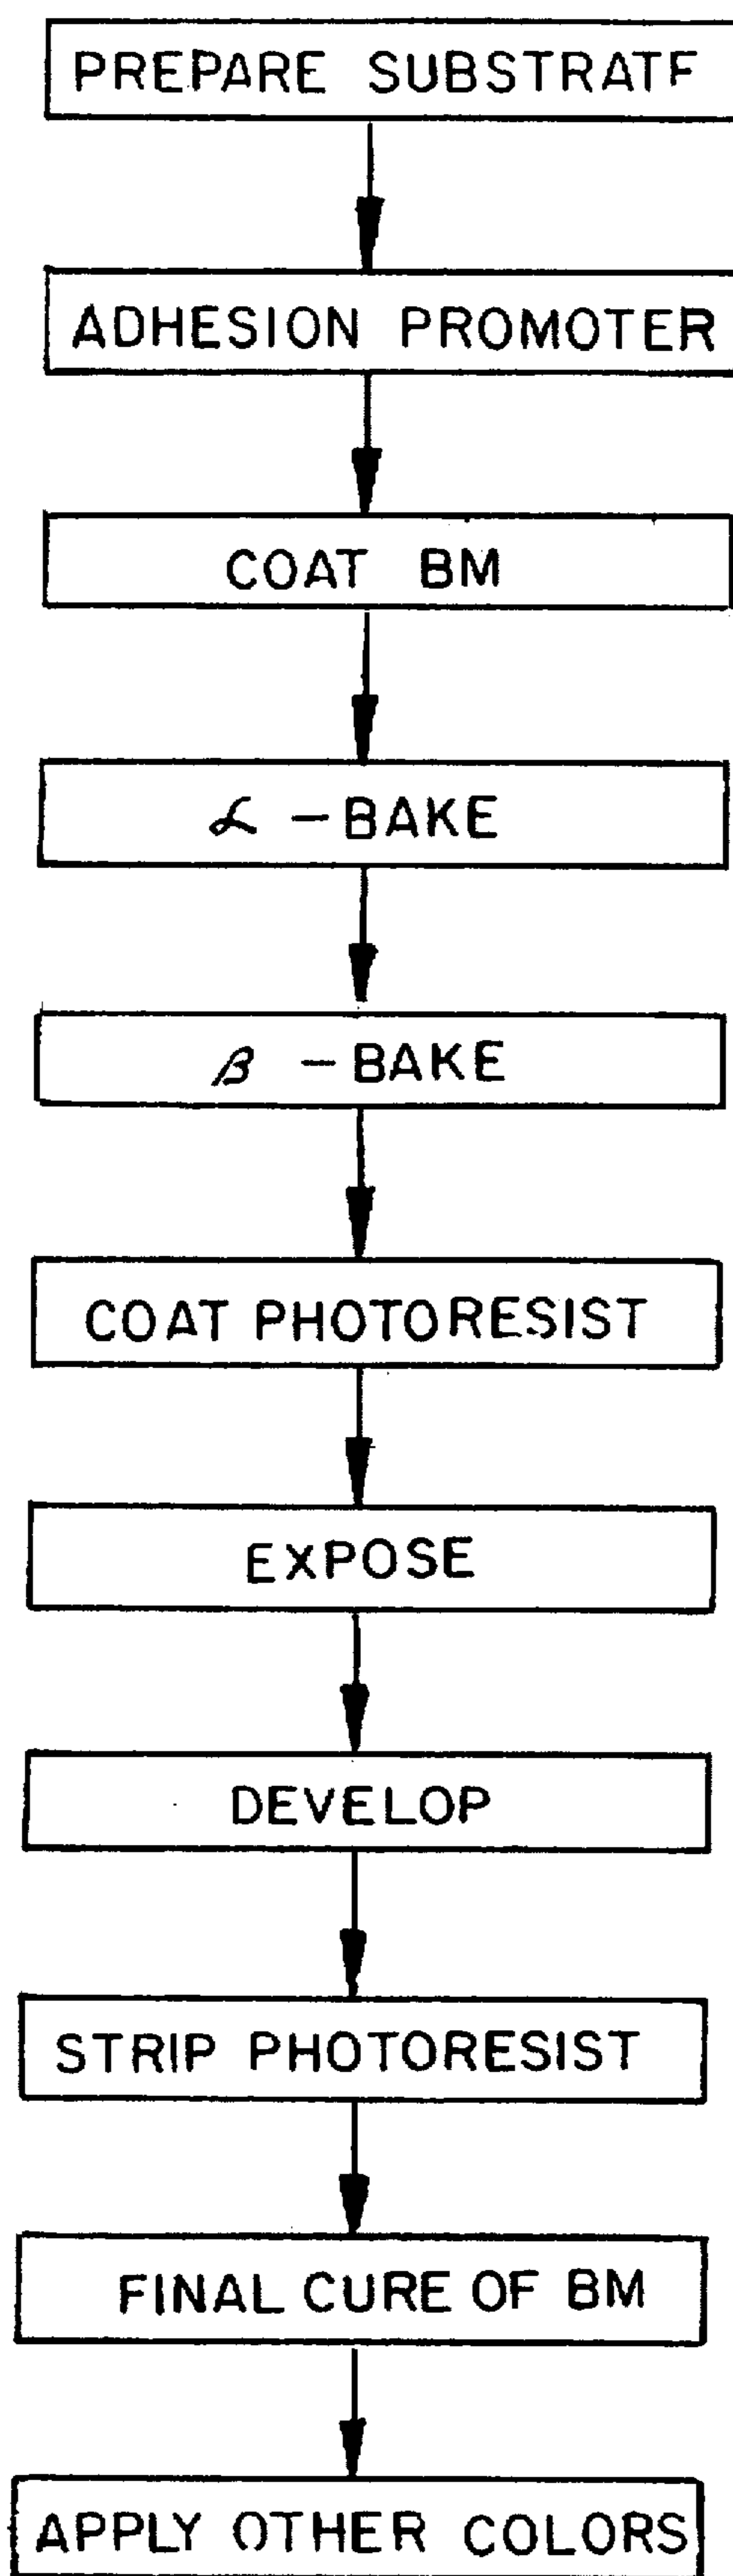 PREPARE SUBSTRATE
ADHESION PROMOTER
COAT BM
α -BAKE
β -BAKE
COAT PHOTORESIST
EXPOSE
DEVELOP
STRIP PHOTORESIST
FINAL CURE OF BM
APPLY OTHER COLORS